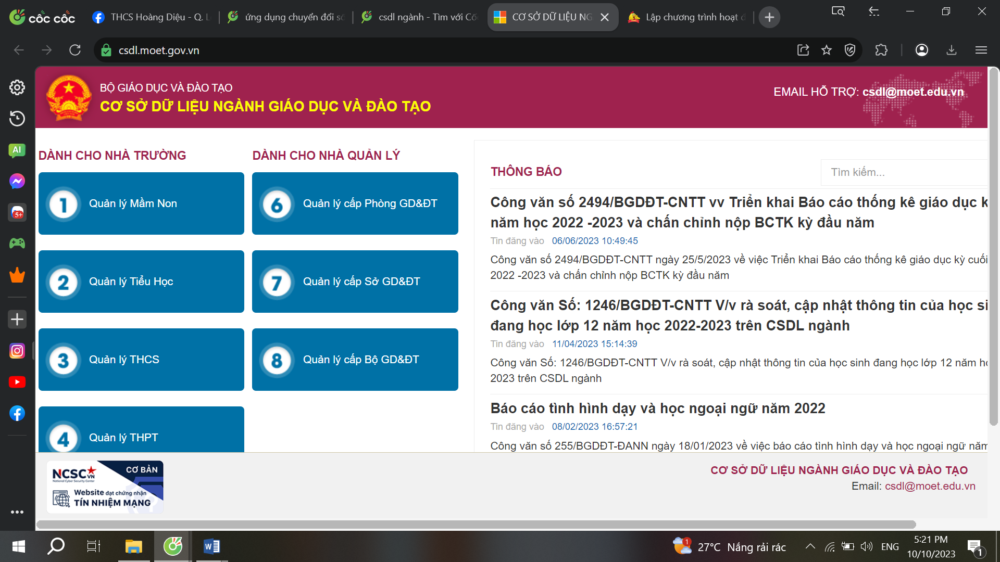 cốc cốc
THCS Hoàng Diệu - Q. L
ứng dụng chuyển đổi số
csdl ngành - Tìm với Cố
CƠ SỞ DỮ LIỆU NG
Lập chương trình hoạt đ
csdl.moet.gov.vn
BỘ GIÁO DỤC VÀ ĐÀO TẠO
CƠ SỞ DỮ LIỆU NGÀNH GIÁO DỤC VÀ ĐÀO TẠO
EMAIL HỖ TRỢ: csdl@moet.edu.vn
AI
5+
DÀNH CHO NHÀ TRƯỜNG
1 Quản lý Mầm Non
2 Quản lý Tiểu Học
3 Quản lý THCS
4 Quản lý THPT
DÀNH CHO NHÀ QUẢN LÝ
6 Quản lý cấp Phòng GD&ĐT
7 Quản lý cấp Sở GD&ĐT
8 Quản lý cấp Bộ GD&ĐT
THÔNG BÁO
Tìm kiếm...
Công văn số 2494/BGDĐT-CNTT vv Triển khai Báo cáo thống kê giáo dục k
năm học 2022 -2023 và chấn chỉnh nộp BCTK kỳ đầu năm
Tin đăng vào 06/06/2023 10:49:45
Công văn số 2494/BGDĐT-CNTT ngày 25/5/2023 về việc Triển khai Báo cáo thống kê giáo dục kỳ cuối
2022 -2023 và chấn chỉnh nộp BCTK kỳ đầu năm
Công văn Số: 1246/BGDĐT-CNTT V/v rà soát, cập nhật thông tin của học si
đang học lớp 12 năm học 2022-2023 trên CSDL ngành
Tin đăng vào 11/04/2023 15:14:39
Công văn Số: 1246/BGDĐT-CNTT V/v rà soát, cập nhật thông tin của học sinh đang học lớp 12 năm họ
2023 trên CSDL ngành
Báo cáo tình hình dạy và học ngoại ngữ năm 2022
Tin đăng vào 08/02/2023 16:57:21
Công văn số 255/BGDĐT-ĐANN ngày 18/01/2023 về việc báo cáo tình hình dạy và học ngoại ngữ năm
NCSC VN
National Cyber Security Center
CƠ BẢN
Website đạt chứng nhận
TÍN NHIỆM MẠNG
CƠ SỞ DỮ LIỆU NGÀNH GIÁO DỤC VÀ ĐÀO TẠO
Email: csdl@moet.edu.vn
1
27°C Nắng rải rác
ENG
5:21 PM
10/10/2023
1